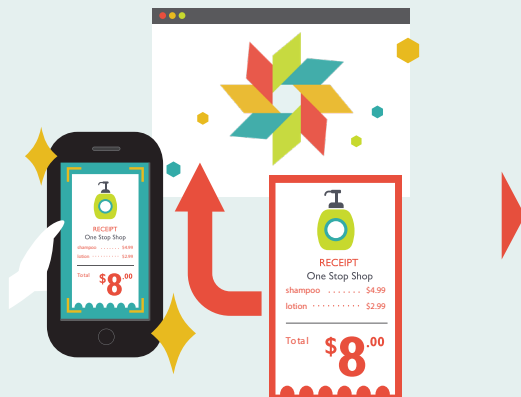 RECEIPT
One Stop Shop
shampoo ....... $4.99
lotion .......... $2.99
Total $8.00
RECEIPT
One Stop Shop
shampoo ....... $4.99
lotion .......... $2.99
Total $8.00